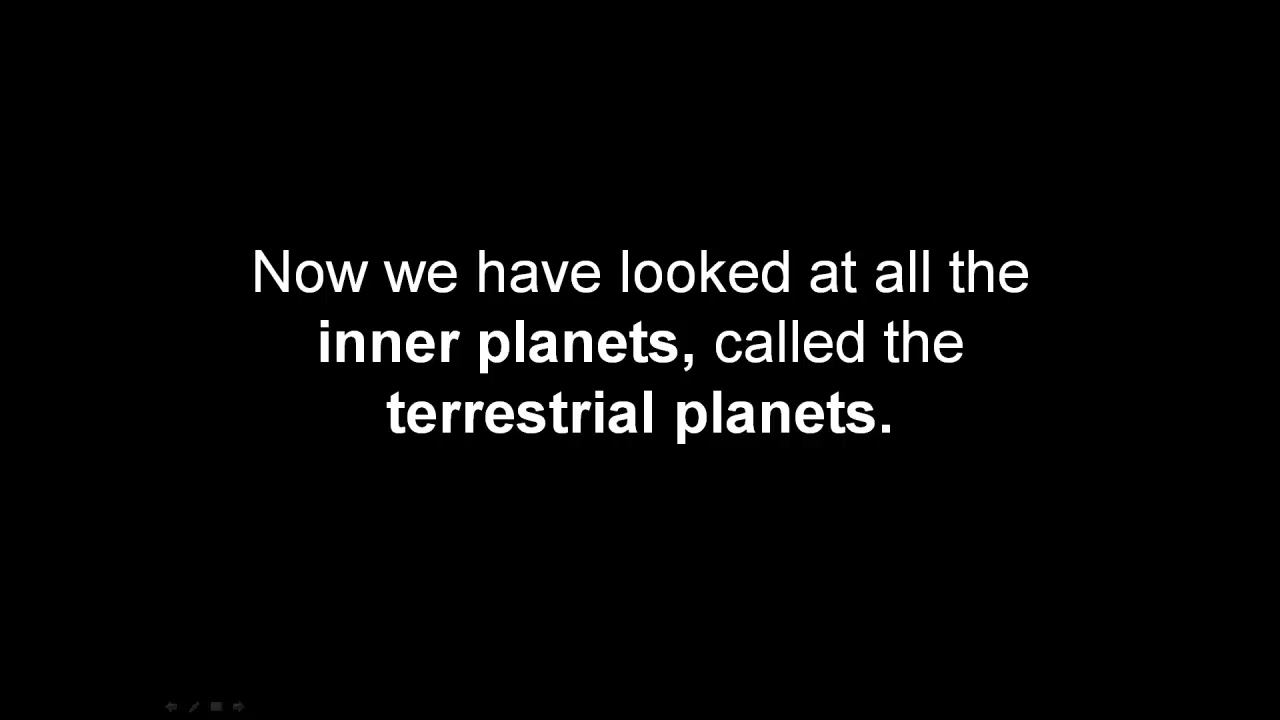 Now we have looked at all the
inner planets, called the
terrestrial planets.